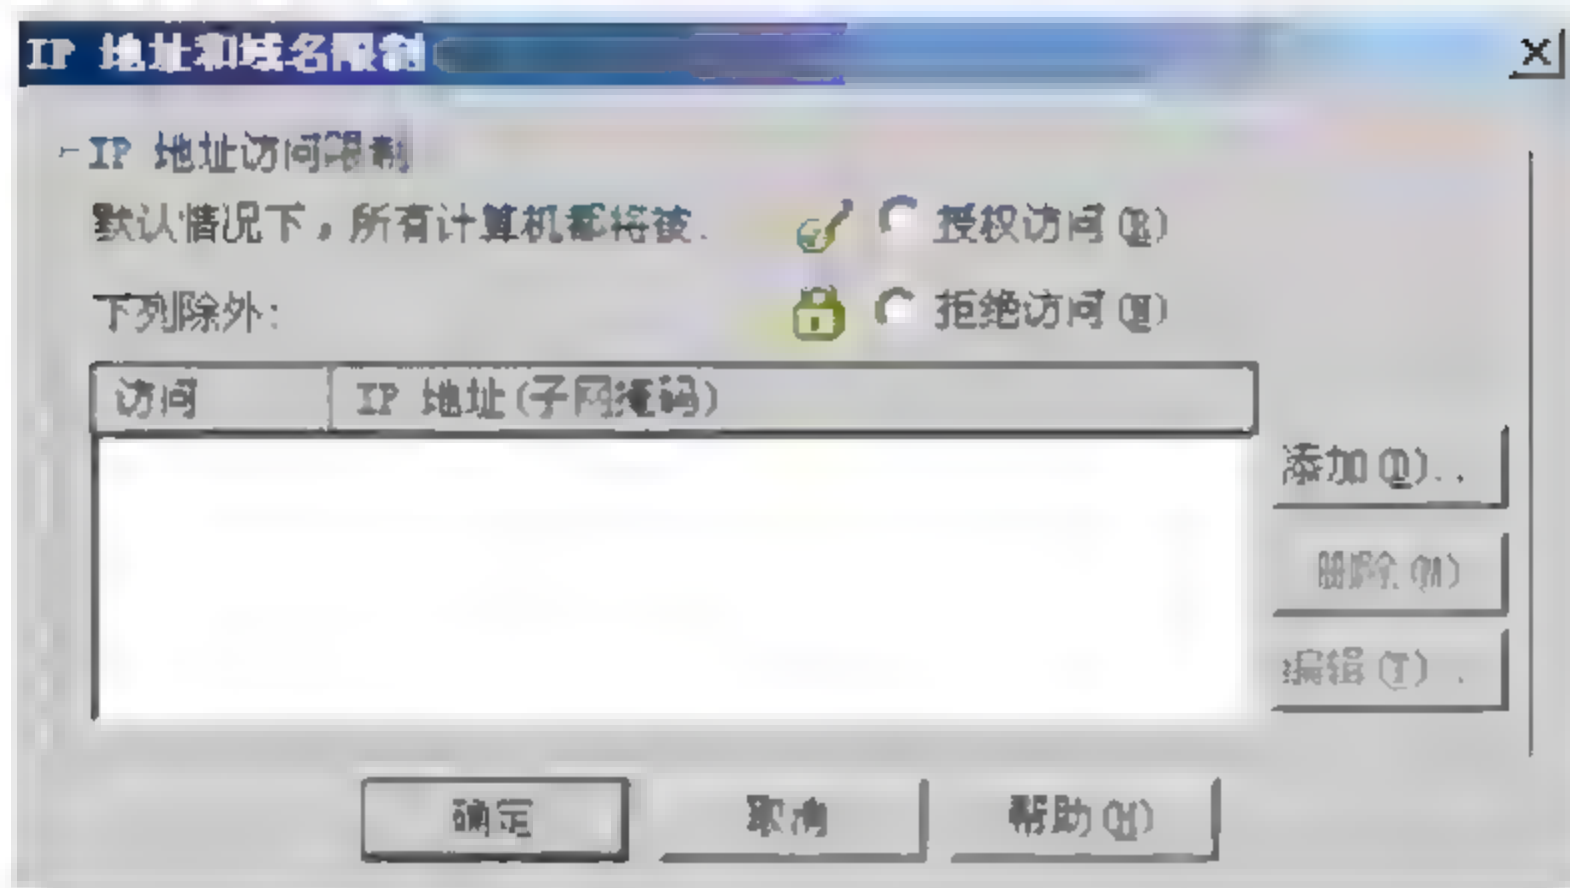 IP 地址和域名限制
IP 地址访问限制
默认情况下，所有计算机都将被:
授权访问(R)
下列除外:
拒绝访问(N)
访问
IP 地址(子网掩码)
添加(D)..
删除(M)
编辑(T) .
确定
取消
帮助(H)